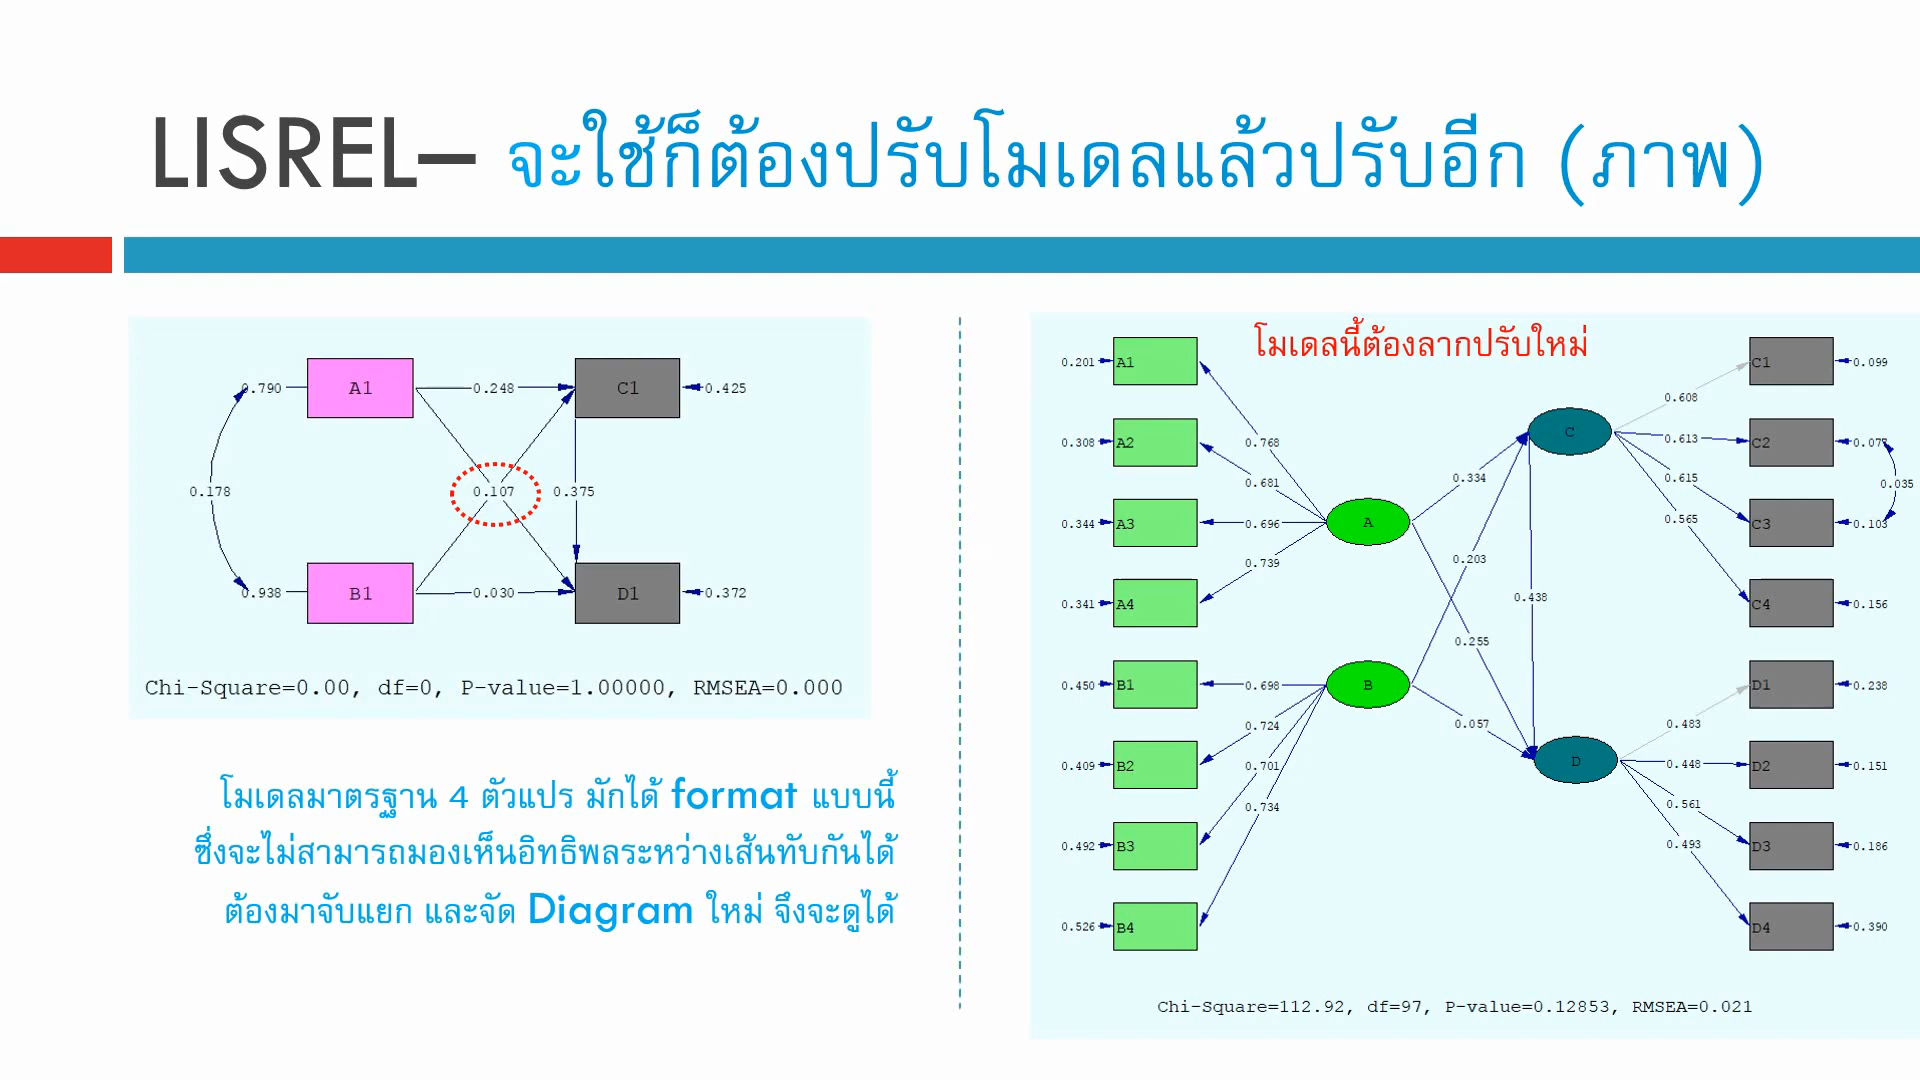 LISREL– จะใช้ก็ต้องปรับโมเดลแล้วปรับอีก (ภาพ)
0.790
A1
0.248
C1
0.425
0.178
0.107
0.375
0.938
B1
0.030
D1
0.372
Chi-Square=0.00, df=0, P-value=1.00000, RMSEA=0.000
โมเดลมาตรฐาน 4 ตัวแปร มักได้ format แบบนี้
ซึ่งจะไม่สามารถมองเห็นอิทธิพลระหว่างเส้นทับกันได้
ต้องมาจับแยก และจัด Diagram ใหม่ จึงจะดูได้
โมเดลนี้ต้องลากปรับใหม่
0.201
A1
0.308
A2
0.344
A3
0.341
A4
0.450
B1
0.409
B2
0.492
B3
0.526
B4
0.768
0.681
0.696
0.739
0.698
0.724
0.701
0.734
A
B
0.334
0.203
0.438
0.255
0.057
C
D
0.608
0.613
0.615
0.565
0.483
0.448
0.561
0.493
C1
0.099
C2
0.077
0.035
C3
0.103
C4
0.156
D1
0.238
D2
0.151
D3
0.186
D4
0.390
Chi-Square=112.92, df=97, P-value=0.12853, RMSEA=0.021